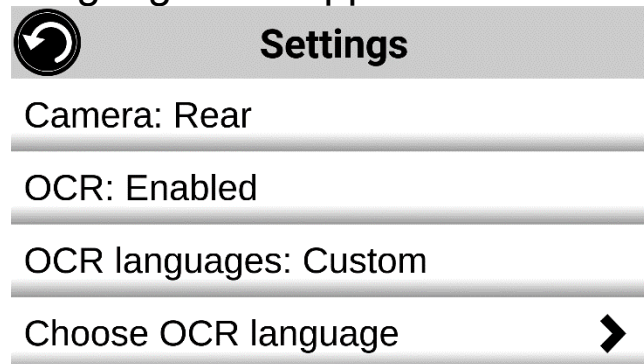 Settings
Camera: Rear
OCR: Enabled
OCR languages: Custom
Choose OCR language